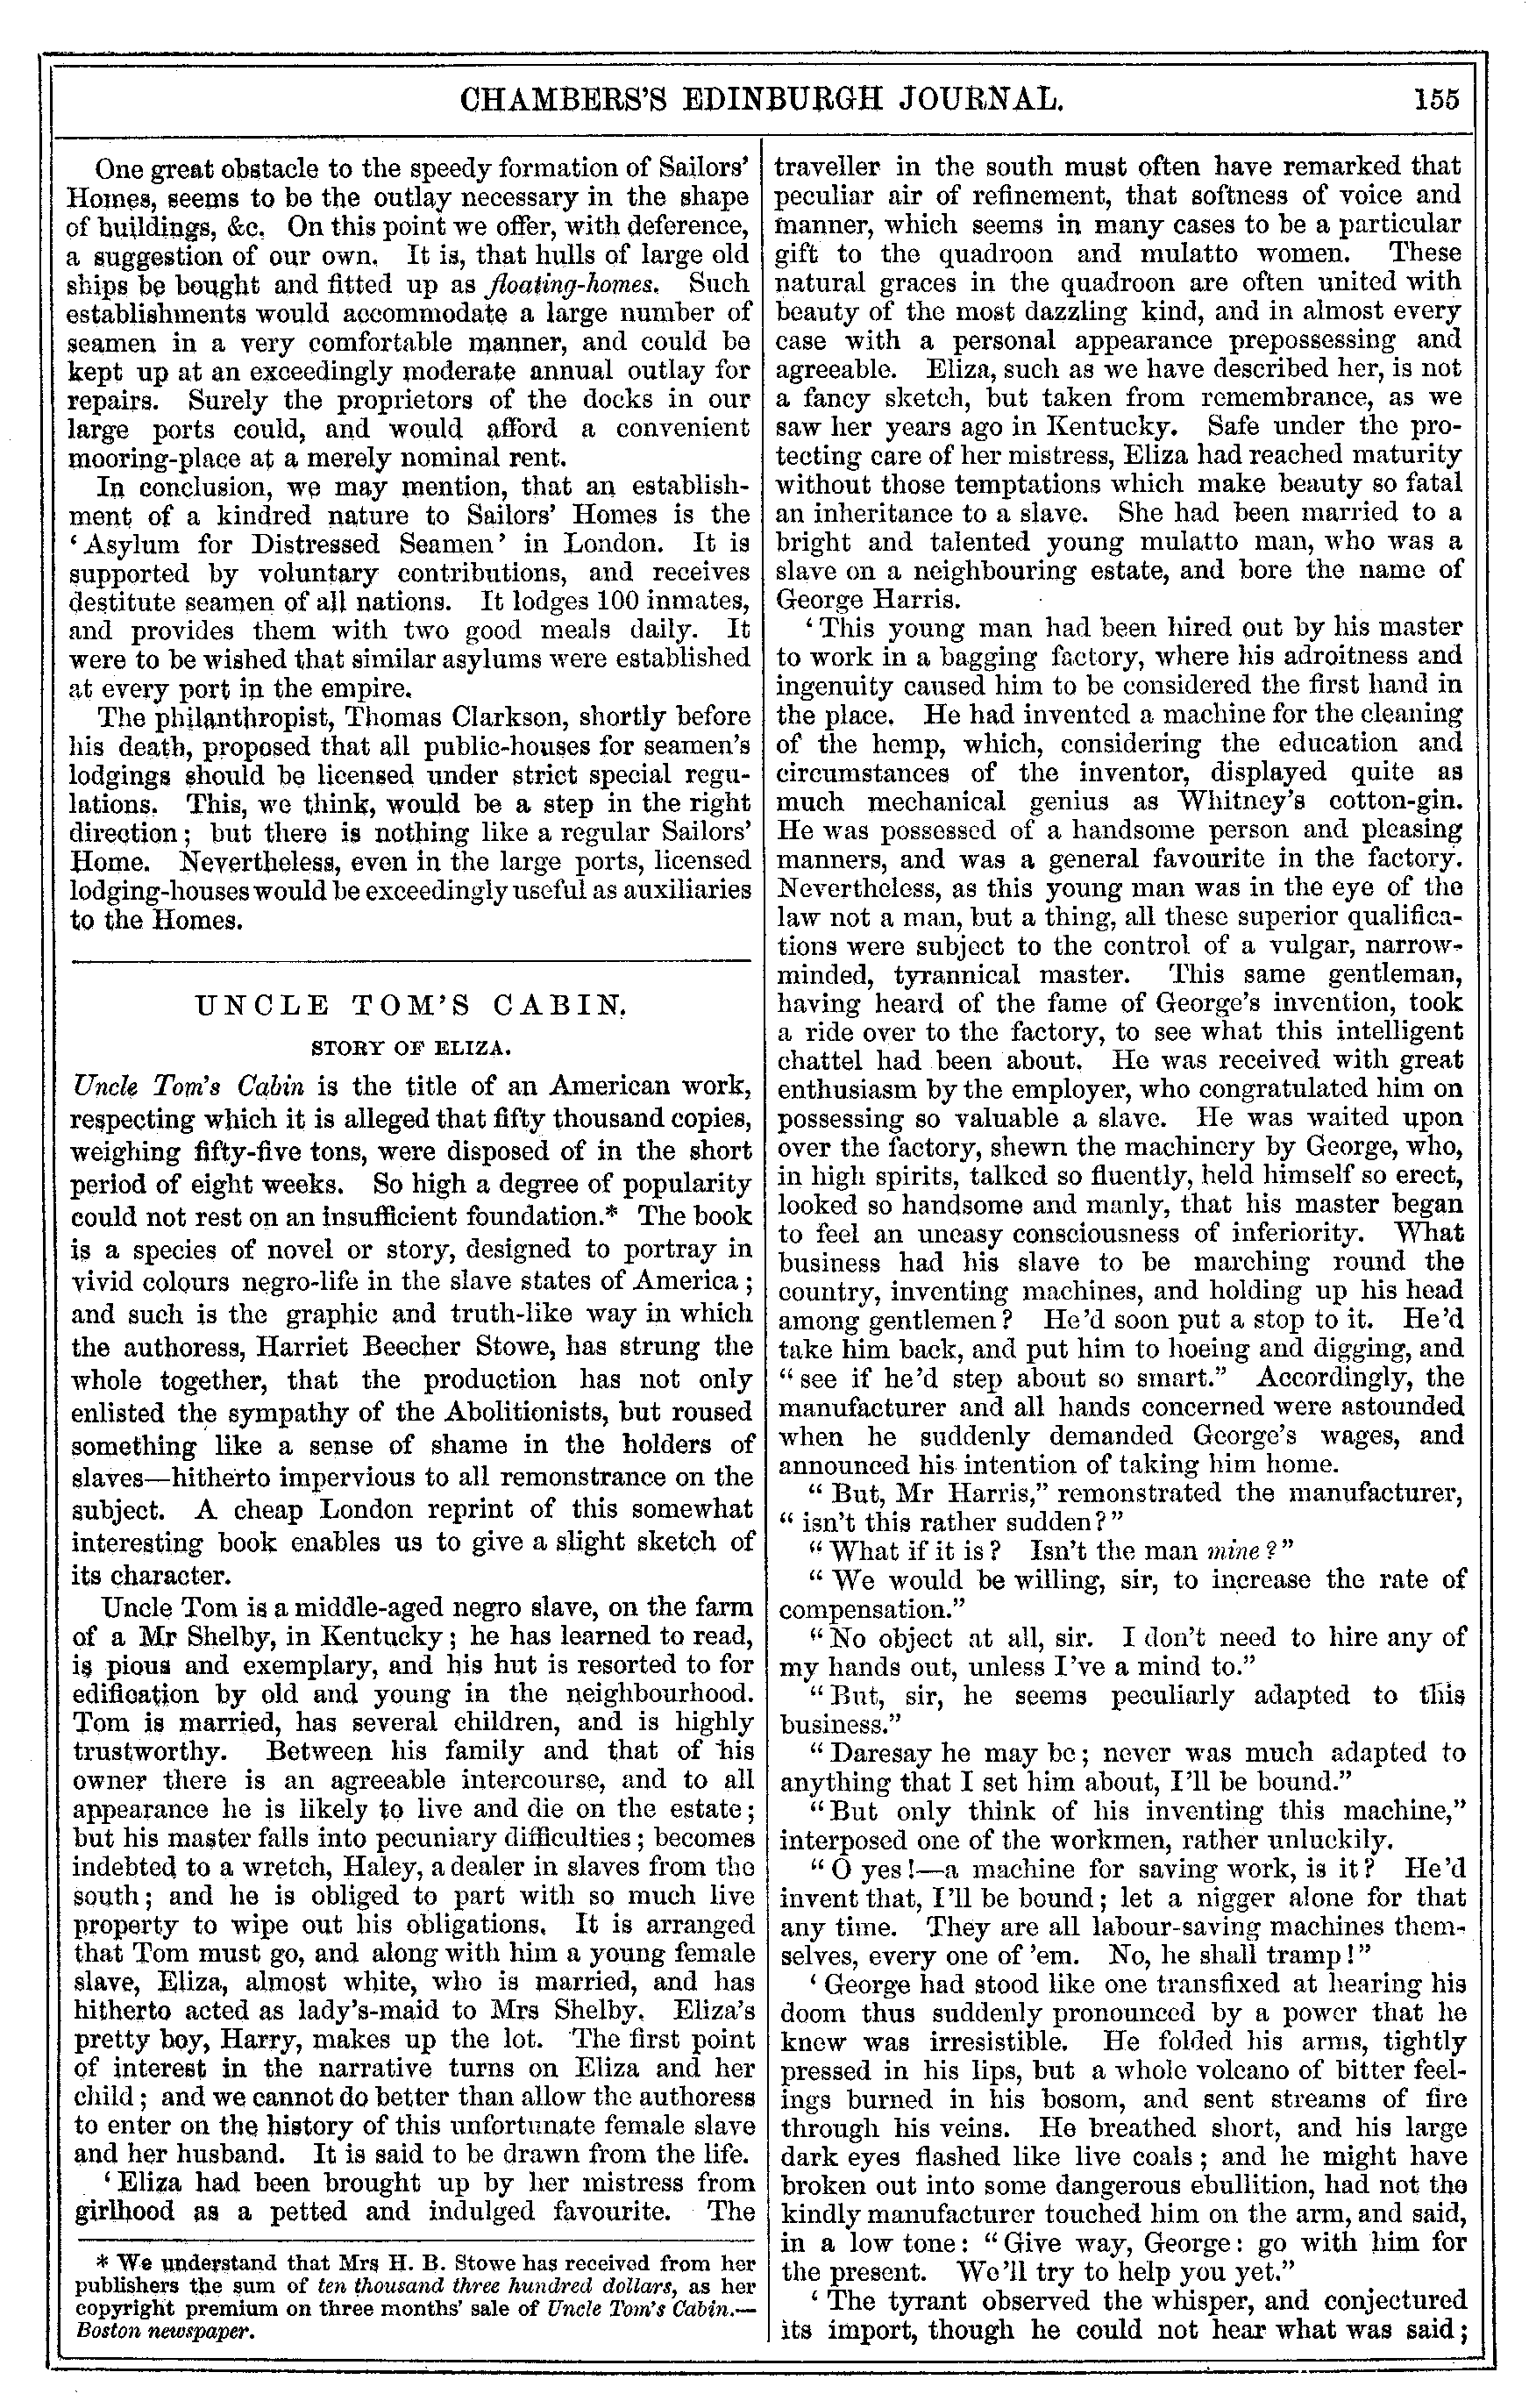 CHAMBERS'S EDINBURGH JOURNAL. 155
One great obstacle to the speedy formation of Sailors'
Homes, seems to be the outlay necessary in the shape
of buildings, &c. On this point we offer, with deference,
a suggestion of our own. It is, that hulls of large old
ships be bought and fitted up as floating-homes. Such
establishments would accommodate a large number of
seamen in a very comfortable manner, and could be
kept up at an exceedingly moderate annual outlay for
repairs. Surely the proprietors of the docks in our
large ports could, and would afford a convenient
mooring-place at a merely nominal rent.
In conclusion, we may mention, that an establish-
ment of a kindred nature to Sailors' Homes is the
'Asylum for Distressed Seamen' in London. It is
supported by voluntary contributions, and receives
destitute seamen of all nations. It lodges 100 inmates,
and provides them with two good meals daily. It
were to be wished that similar asylums were established
at every port in the empire.
The philanthropist, Thomas Clarkson, shortly before
his death, proposed that all public-houses for seamen's
lodgings should be licensed under strict special regu-
lations. This, we think, would be a step in the right
direction; but there is nothing like a regular Sailors'
Home. Nevertheless, even in the large ports, licensed
lodging-houses would be exceedingly useful as auxiliaries
to the Homes.
UNCLE TOM'S CABIN.
STORY OF ELIZA.
Uncle Tom's Cabin is the title of an American work,
respecting which it is alleged that fifty thousand copies,
weighing fifty-five tons, were disposed of in the short
period of eight weeks. So high a degree of popularity
could not rest on an insufficient foundation.* The book
is a species of novel or story, designed to portray in
vivid colours negro-life in the slave states of America;
and such is the graphic and truth-like way in which
the authoress, Harriet Beecher Stowe, has strung the
whole together, that the production has not only
enlisted the sympathy of the Abolitionists, but roused
something like a sense of shame in the holders of
slaves—hitherto impervious to all remonstrance on the
subject. A cheap London reprint of this somewhat
interesting book enables us to give a slight sketch of
its character.
Uncle Tom is a middle-aged negro slave, on the farm
of a Mr Shelby, in Kentucky; he has learned to read,
is pious and exemplary, and his hut is resorted to for
edification by old and young in the neighbourhood.
Tom is married, has several children, and is highly
trustworthy. Between his family and that of his
owner there is an agreeable intercourse, and to all
appearance he is likely to live and die on the estate;
but his master falls into pecuniary difficulties; becomes
indebted to a wretch, Haley, a dealer in slaves from the
south; and he is obliged to part with so much live
property to wipe out his obligations. It is arranged
that Tom must go, and along with him a young female
slave, Eliza, almost white, who is married, and has
hitherto acted as lady's-maid to Mrs Shelby. Eliza's
pretty boy, Harry, makes up the lot. The first point
of interest in the narrative turns on Eliza and her
child; and we cannot do better than allow the authoress
to enter on the history of this unfortunate female slave
and her husband. It is said to be drawn from the life.
'Eliza had been brought up by her mistress from
girlhood as a petted and indulged favourite. The
* We understand that Mrs H. B. Stowe has received from her
publishers the sum of ten thousand three hundred dollars, as her
copyright premium on three months' sale of Uncle Tom's Cabin.—
Boston newspaper.
traveller in the south must often have remarked that
peculiar air of refinement, that softness of voice and
manner, which seems in many cases to be a particular
gift to the quadroon and mulatto women. These
natural graces in the quadroon are often united with
beauty of the most dazzling kind, and in almost every
case with a personal appearance prepossessing and
agreeable. Eliza, such as we have described her, is not
a fancy sketch, but taken from remembrance, as we
saw her years ago in Kentucky. Safe under the pro-
tecting care of her mistress, Eliza had reached maturity
without those temptations which make beauty so fatal
an inheritance to a slave. She had been married to a
bright and talented young mulatto man, who was a
slave on a neighbouring estate, and bore the name of
George Harris.
'This young man had been hired out by his master
to work in a bagging factory, where his adroitness and
ingenuity caused him to be considered the first hand in
the place. He had invented a machine for the cleaning
of the hemp, which, considering the education and
circumstances of the inventor, displayed quite as
much mechanical genius as Whitney's cotton-gin.
He was possessed of a handsome person and pleasing
manners, and was a general favourite in the factory.
Nevertheless, as this young man was in the eye of the
law not a man, but a thing, all these superior qualifica-
tions were subject to the control of a vulgar, narrow-
minded, tyrannical master. This same gentleman,
having heard of the fame of George's invention, took
a ride over to the factory, to see what this intelligent
chattel had been about. He was received with great
enthusiasm by the employer, who congratulated him on
possessing so valuable a slave. He was waited upon
over the factory, shewn the machinery by George, who,
in high spirits, talked so fluently, held himself so erect,
looked so handsome and manly, that his master began
to feel an uneasy consciousness of inferiority. What
business had his slave to be marching round the
country, inventing machines, and holding up his head
among gentlemen? He'd soon put a stop to it. He'd
take him back, and put him to hoeing and digging, and
"see if he'd step about so smart." Accordingly, the
manufacturer and all hands concerned were astounded
when he suddenly demanded George's wages, and
announced his intention of taking him home.
"But, Mr Harris," remonstrated the manufacturer,
"isn't this rather sudden?"
"What if it is? Isn't the man mine?"
"We would be willing, sir, to increase the rate of
compensation."
"No object at all, sir. I don't need to hire any of
my hands out, unless I've a mind to."
"But, sir, he seems peculiarly adapted to this
business."
"Daresay he may be; never was much adapted to
anything that I set him about, I'll be bound."
"But only think of his inventing this machine,"
interposed one of the workmen, rather unluckily.
"O yes!—a machine for saving work, is it? He'd
invent that, I'll be bound; let a nigger alone for that
any time. They are all labour-saving machines them-
selves, every one of 'em. No, he shall tramp!"
'George had stood like one transfixed at hearing his
doom thus suddenly pronounced by a power that he
knew was irresistible. He folded his arms, tightly
pressed in his lips, but a whole volcano of bitter feel-
ings burned in his bosom, and sent streams of fire
through his veins. He breathed short, and his large
dark eyes flashed like live coals; and he might have
broken out into some dangerous ebullition, had not the
kindly manufacturer touched him on the arm, and said,
in a low tone: "Give way, George: go with him for
the present. We'll try to help you yet."
'The tyrant observed the whisper, and conjectured
its import, though he could not hear what was said;